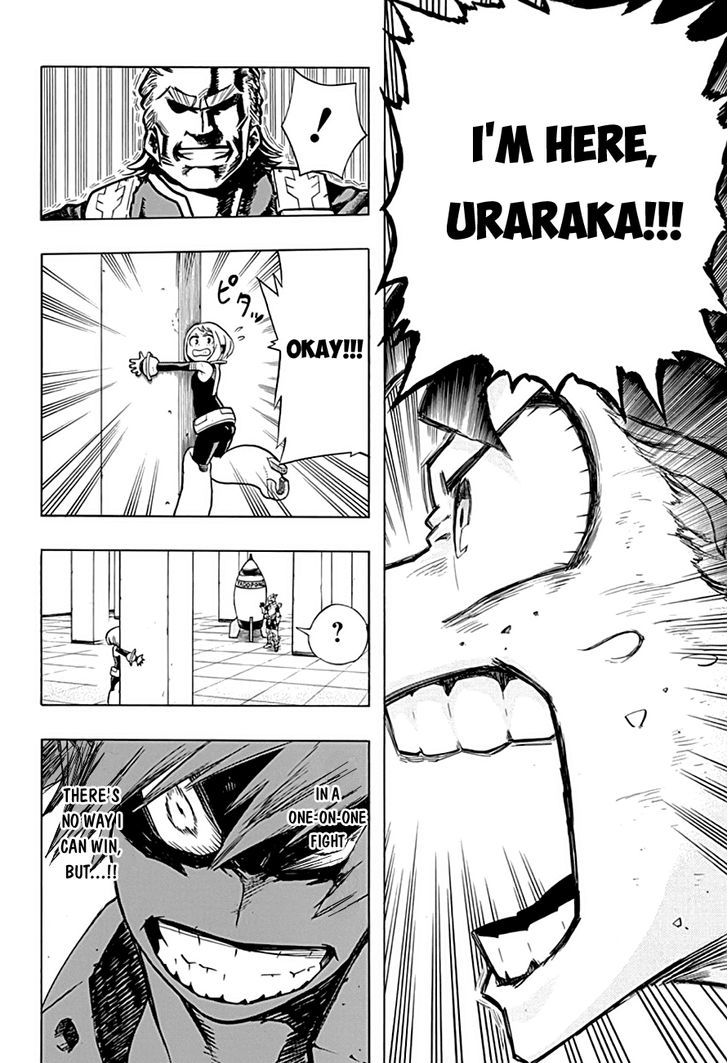 I'M HERE,
URARAKA!!!
!
ピタッ
OKAY!!!
?
IN A
ONE-ON-ONE
FIGHT
THERE'S
NO WAY I
CAN WIN,
BUT...!!